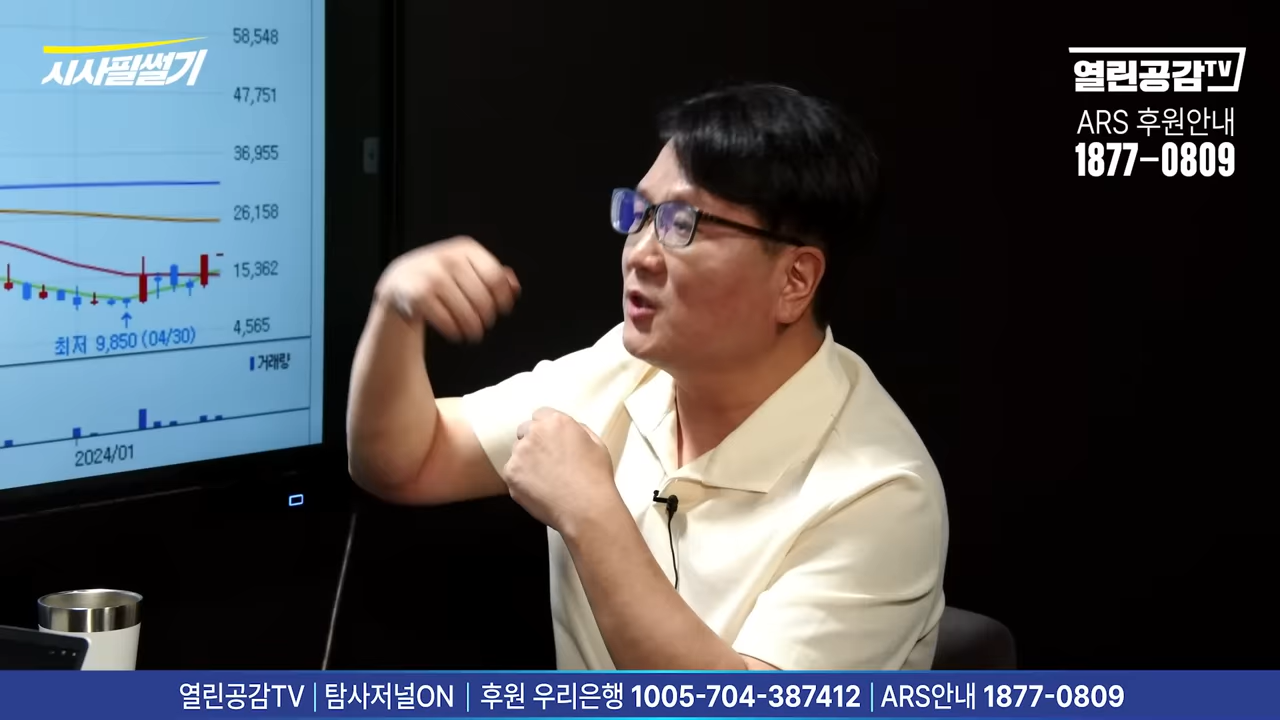 시사필썰기
58,548
47,751
36,955
26,158
15,362
4,565
최저 9,850 (04/30)
거래량
2024/01
열린공감TV
ARS 후원안내
1877-0809
열린공감TV | 탐사저널ON | 후원 우리은행 1005-704-387412 | ARS안내 1877-0809